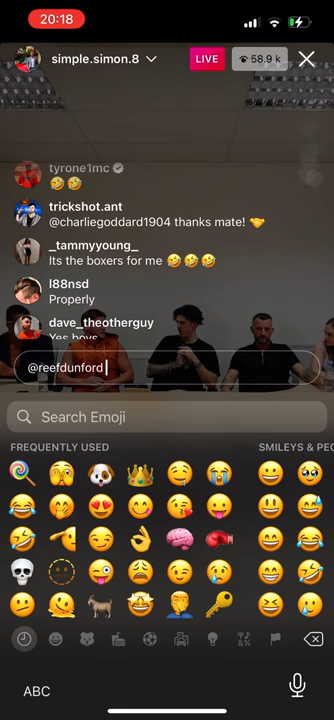 20:18
simple.simon.8
LIVE
58.9 k
tyrone1mc
trickshot.ant
@charliegoddard1904 thanks mate! 🤝
_tammyyoung_
Its the boxers for me 🤣🤣🤣
l88nsd
Properly
dave_theotherguy
Yes boys
@reefdunford
Search Emoji
FREQUENTLY USED
SMILEYS & PEO
ABC